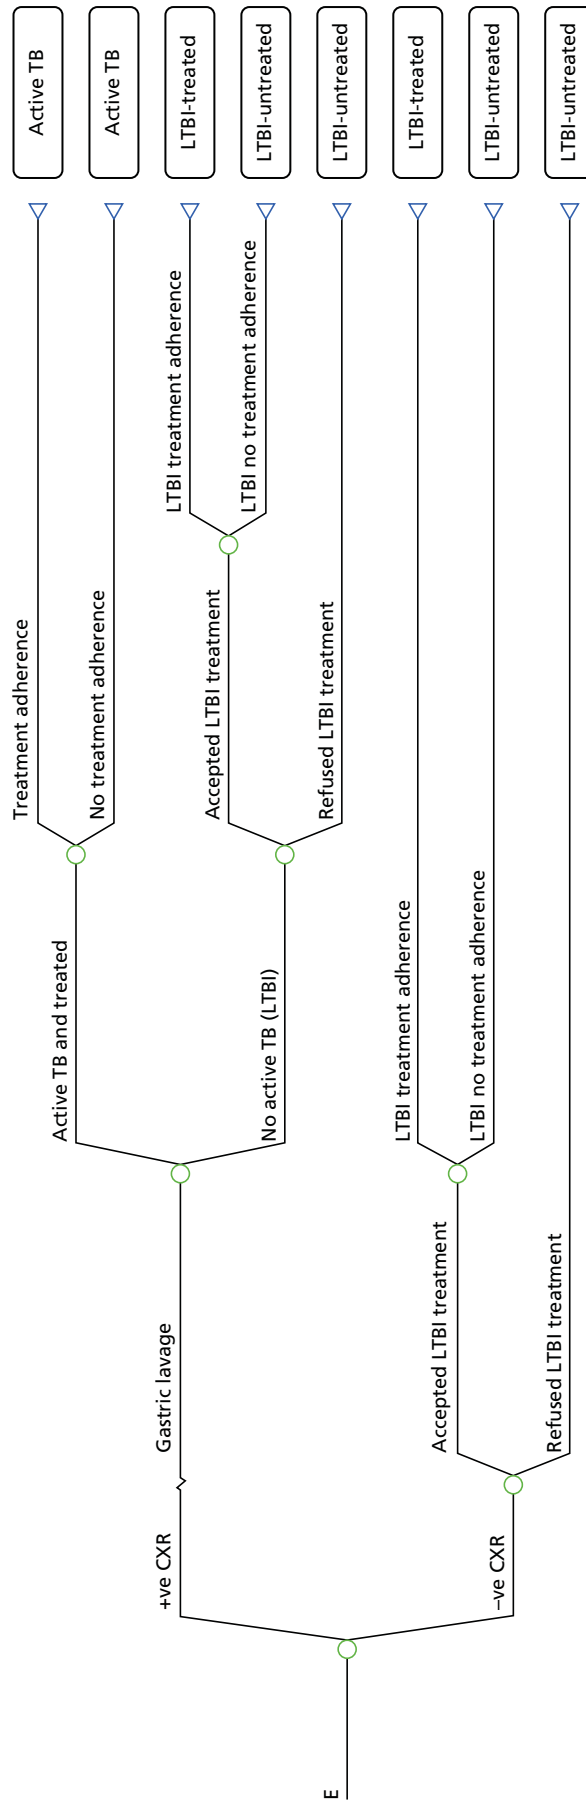 E
+ve CXR
Gastric lavage
Active TB and treated
Treatment adherence
Active TB
No treatment adherence
Active TB
No active TB (LTBI)
Accepted LTBI treatment
LTBI treatment adherence
LTBI-treated
LTBI no treatment adherence
LTBI-untreated
Refused LTBI treatment
LTBI-untreated
–ve CXR
Accepted LTBI treatment
LTBI treatment adherence
LTBI-treated
LTBI no treatment adherence
LTBI-untreated
Refused LTBI treatment
LTBI-untreated